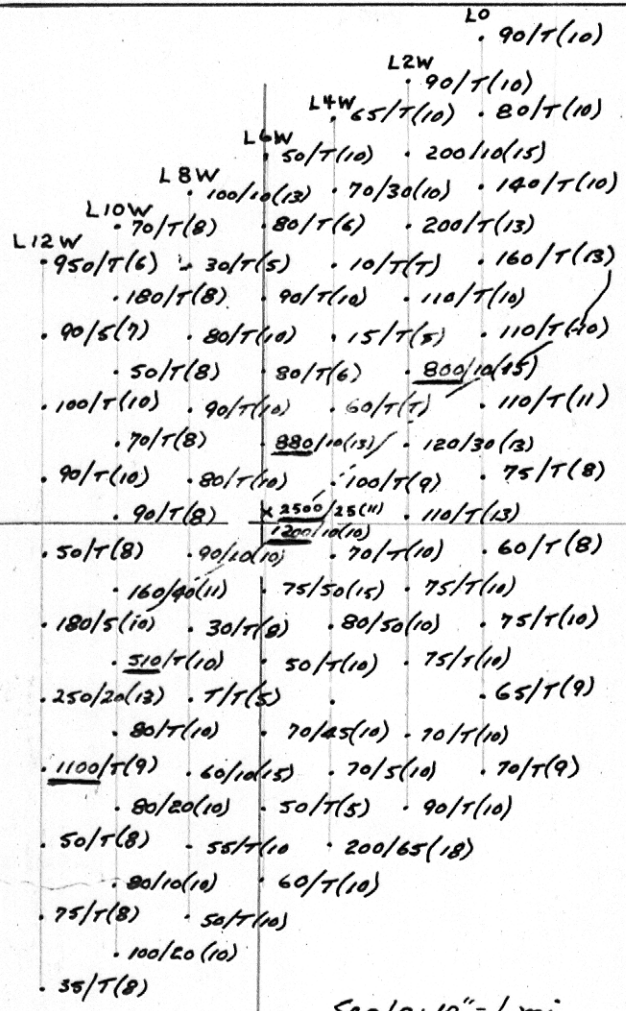 L0
90/T(10)
L2W
90/T(10)
L4W
65/T(10) 80/T(10)
L6W
50/T(10) 200/10(15)
L8W
100/10(13) 70/30(10) 140/T(10)
L10W
70/T(8) 80/T(6) 200/T(13)
L12W
950/T(6) 30/T(5) 10/T(T) 160/T(13)
180/T(8) 90/T(10) 110/T(10)
90/5(7) 80/T(10) 15/T(5) 110/T(10)
50/T(8) 80/T(6) 800/10(15)
100/T(10) 90/T(10) 60/T(T) 110/T(11)
70/T(8) 880/10(13) 120/30(13)
90/T(10) 80/T(10) 100/T(9) 75/T(8)
90/T(8) x 2500/25(11) 110/T(13)
1200/10(10)
50/T(8) 90/20(10) 70/T(10) 60/T(8)
160/40(11) 75/50(15) 75/T(10)
180/5(10) 30/T(8) 80/50(10) 75/T(10)
510/T(10) 50/T(10) 75/T(10)
250/20(13) T/T(5) 65/T(9)
80/T(10) 70/45(10) 70/T(10)
1100/T(9) 60/10(15) 70/5(10) 70/T(9)
80/20(10) 50/T(5) 90/T(10)
50/T(8) 55/T(10 200/65(18)
80/10(10) 60/T(10)
75/T(8) 50/T(10)
100/20(10)
35/T(8)